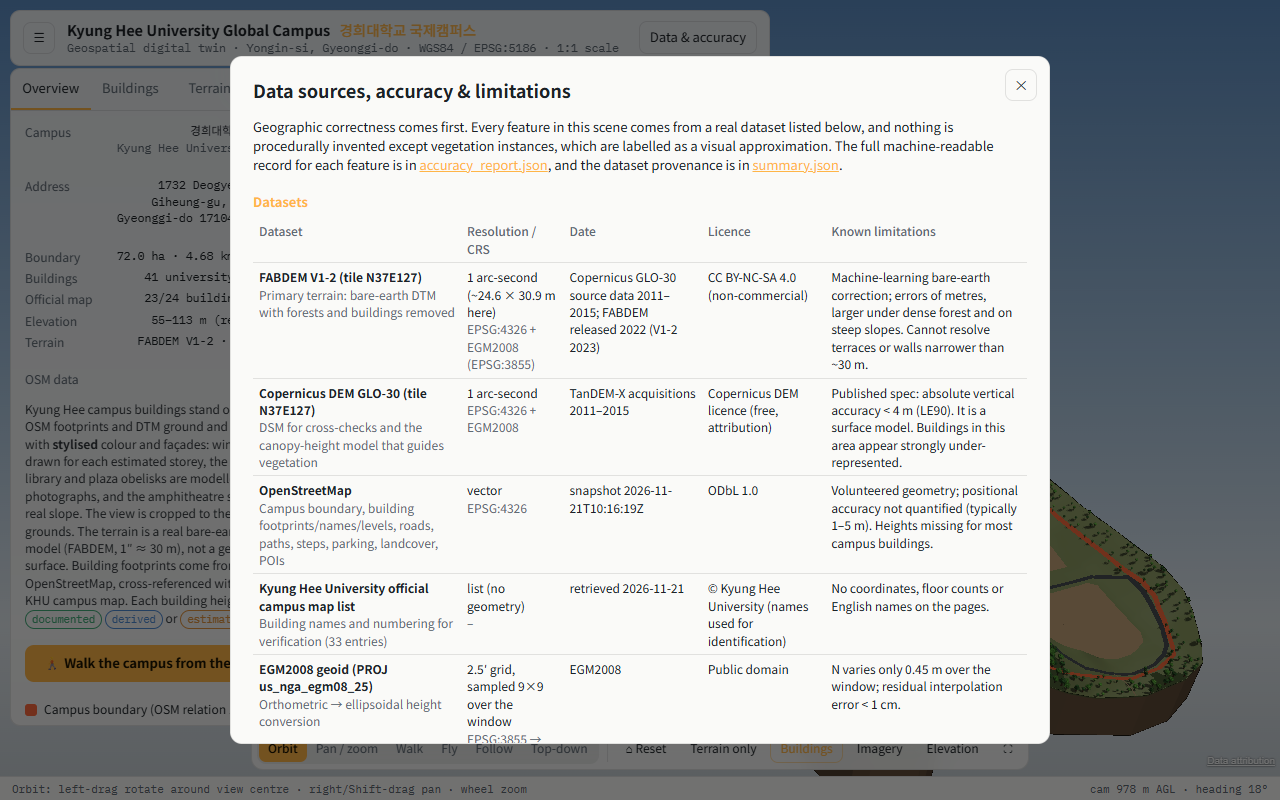 ☰
Kyung Hee University Global Campus 경희대학교 국제캠퍼스
Geospatial digital twin · Yongin-si, Gyeonggi-do · WGS84 / EPSG:5186 · 1:1 scale
Data & accuracy
Overview
Buildings
Terrain
Campus
경희대학
Kyung Hee Univers
Address
1732 Deogye
Giheung-gu,
Gyeonggi-do 17104
Boundary 72.0 ha · 4.68 k
Buildings 41 university
Official map 23/24 buildin
Elevation 55–113 m (re
Terrain FABDEM V1-2 ·
OSM data
Kyung Hee campus buildings stand o
OSM footprints and DTM ground and
with stylised colour and façades: win
drawn for each estimated storey, the
library and plaza obelisks are modell
photographs, and the amphitheatre s
real slope. The view is cropped to the
grounds. The terrain is a real bare-ear
model (FABDEM, 1″ ≈ 30 m), not a ge
surface. Building footprints come fro
OpenStreetMap, cross-referenced wit
KHU campus map. Each building heig
documented derived or estimat
Walk the campus from the
Campus boundary (OSM relation
Data sources, accuracy & limitations
×
Geographic correctness comes first. Every feature in this scene comes from a real dataset listed below, and nothing is
procedurally invented except vegetation instances, which are labelled as a visual approximation. The full machine-readable
record for each feature is in accuracy_report.json, and the dataset provenance is in summary.json.
Datasets
Dataset
Resolution /
CRS
Date
Licence
Known limitations
FABDEM V1-2 (tile N37E127)
Primary terrain: bare-earth DTM
with forests and buildings removed
1 arc-second
(~24.6 × 30.9 m
here)
EPSG:4326 +
EGM2008
(EPSG:3855)
Copernicus GLO-30
source data 2011–
2015; FABDEM
released 2022 (V1-2
2023)
CC BY-NC-SA 4.0
(non-commercial)
Machine-learning bare-earth
correction; errors of metres,
larger under dense forest and on
steep slopes. Cannot resolve
terraces or walls narrower than
~30 m.
Copernicus DEM GLO-30 (tile
N37E127)
DSM for cross-checks and the
canopy-height model that guides
vegetation
1 arc-second
EPSG:4326 +
EGM2008
TanDEM-X acquisitions
2011–2015
Copernicus DEM
licence (free,
attribution)
Published spec: absolute vertical
accuracy < 4 m (LE90). It is a
surface model. Buildings in this
area appear strongly under-
represented.
OpenStreetMap
Campus boundary, building
footprints/names/levels, roads,
paths, steps, parking, landcover,
POIs
vector
EPSG:4326
snapshot 2026-11-
21T10:16:19Z
ODbL 1.0
Volunteered geometry; positional
accuracy not quantified (typically
1–5 m). Heights missing for most
campus buildings.
Kyung Hee University official
campus map list
Building names and numbering for
verification (33 entries)
list (no
geometry)
–
retrieved 2026-11-21
© Kyung Hee
University (names
used for
identification)
No coordinates, floor counts or
English names on the pages.
EGM2008 geoid (PROJ
us_nga_egm08_25)
Orthometric → ellipsoidal height
conversion
2.5′ grid,
sampled 9×9
over the
window
EPSG:3855 →
EGM2008
Public domain
N varies only 0.45 m over the
window; residual interpolation
error < 1 cm.
Orbit Pan / zoom Walk Fly Follow Top-down ⌂ Reset Terrain only Buildings Imagery Elevation
Data attribution
Orbit: left-drag rotate around view centre · right/Shift-drag pan · wheel zoom
cam 978 m AGL · heading 18°